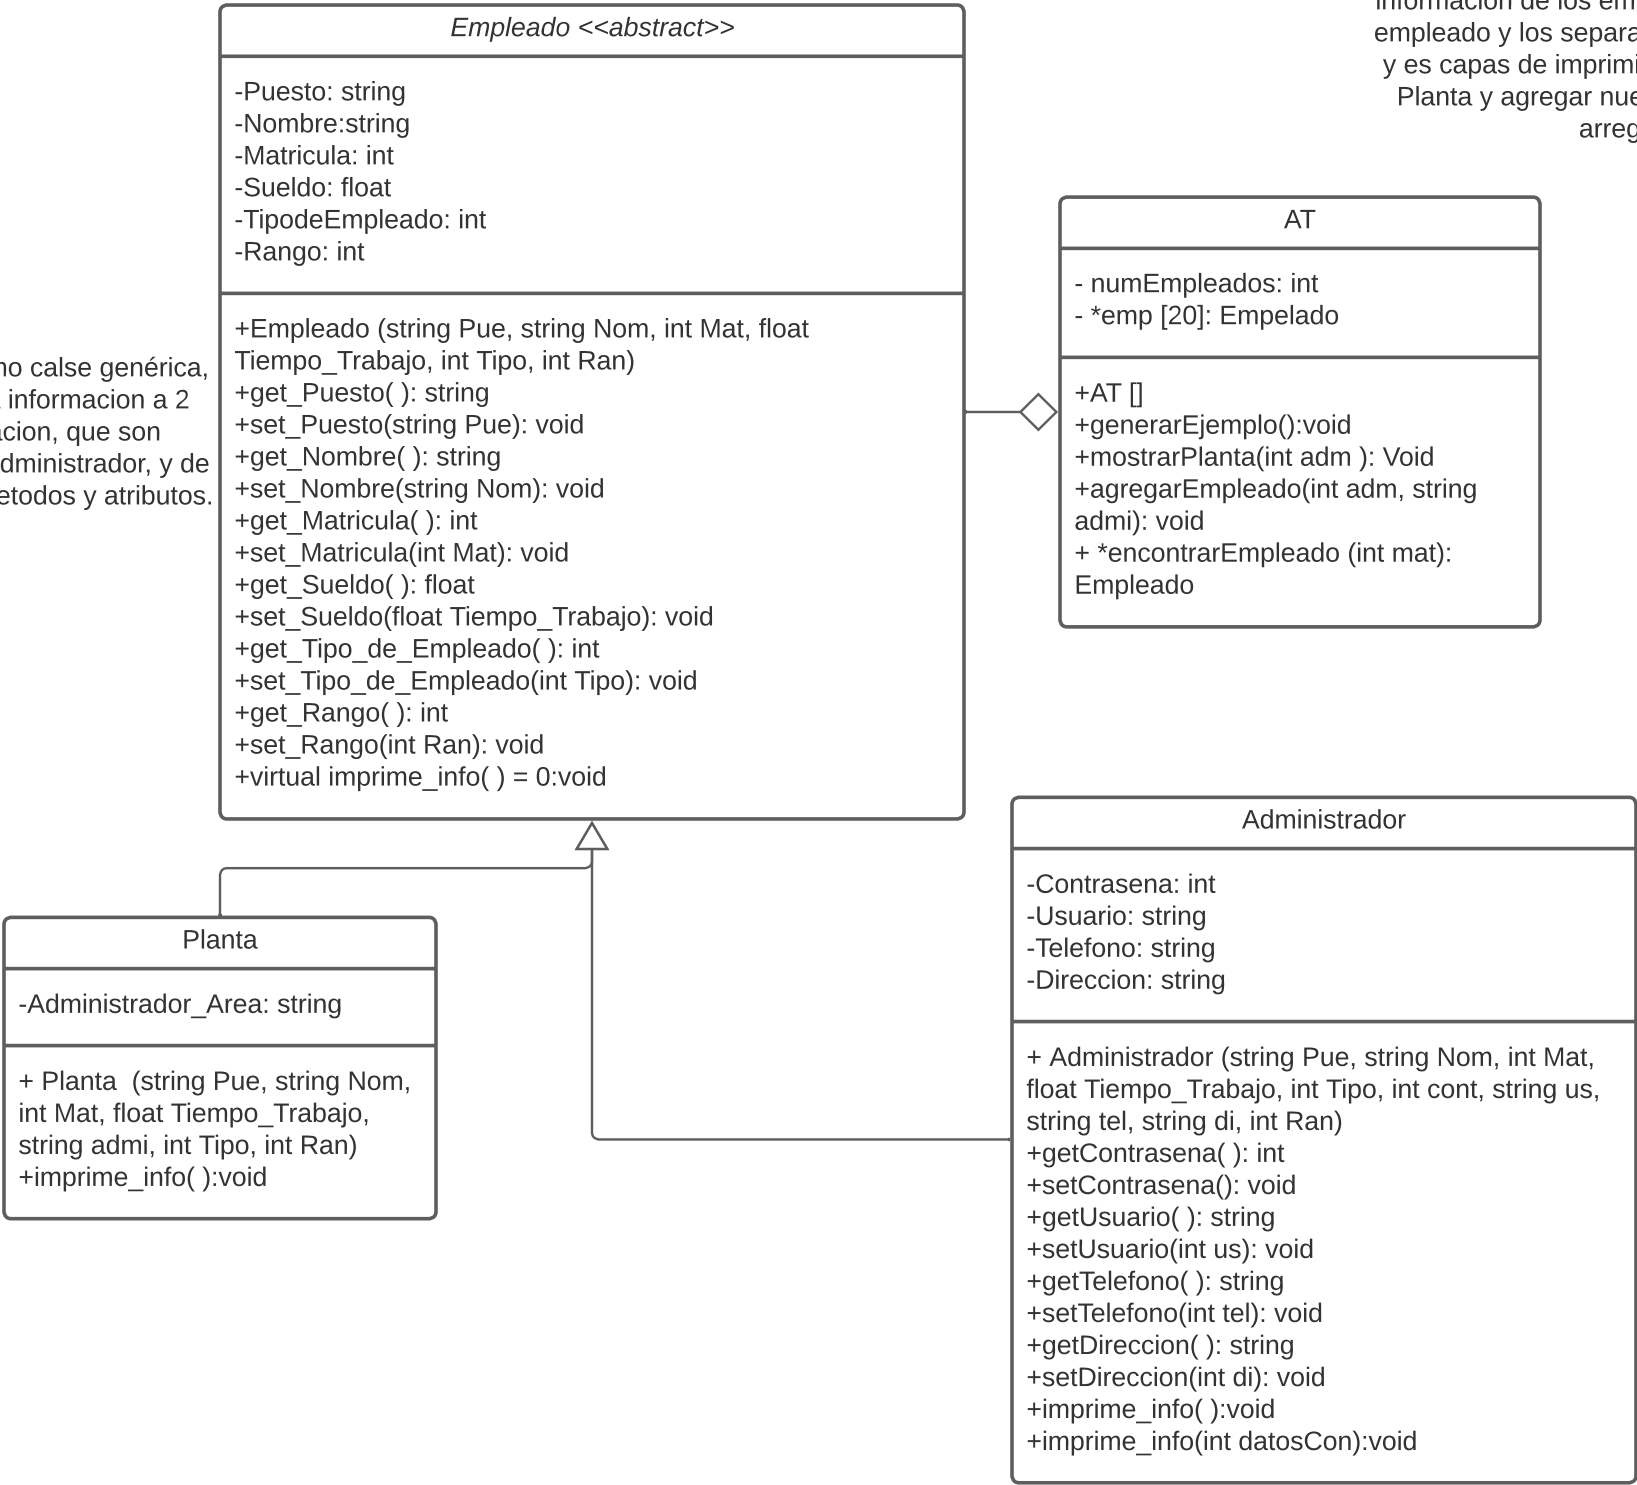 Empleado <<abstract>>
-Puesto: string
-Nombre:string
-Matricula: int
-Sueldo: float
-TipodeEmpleado: int
-Rango: int
+Empleado (string Pue, string Nom, int Mat, float
Tiempo_Trabajo, int Tipo, int Ran)
+get_Puesto( ): string
+set_Puesto(string Pue): void
+get_Nombre( ): string
+set_Nombre(string Nom): void
+get_Matricula( ): int
+set_Matricula(int Mat): void
+get_Sueldo( ): float
+set_Sueldo(float Tiempo_Trabajo): void
+get_Tipo_de_Empleado( ): int
+set_Tipo_de_Empleado(int Tipo): void
+get_Rango( ): int
+set_Rango(int Ran): void
+virtual imprime_info( ) = 0:void
información de los em
empleado y los separa
y es capas de imprimi
Planta y agregar nue
arreg
AT
- numEmpleados: int
- *emp [20]: Empelado
+AT []
+generarEjemplo():void
+mostrarPlanta(int adm ): Void
+agregarEmpleado(int adm, string
admi): void
+ *encontrarEmpleado (int mat):
Empleado
no calse genérica,
informacion a 2
acion, que son
dministrador, y de
etodos y atributos.
Planta
-Administrador_Area: string
+ Planta  (string Pue, string Nom,
int Mat, float Tiempo_Trabajo,
string admi, int Tipo, int Ran)
+imprime_info( ):void
Administrador
-Contrasena: int
-Usuario: string
-Telefono: string
-Direccion: string
+ Administrador (string Pue, string Nom, int Mat,
float Tiempo_Trabajo, int Tipo, int cont, string us,
string tel, string di, int Ran)
+getContrasena( ): int
+setContrasena(): void
+getUsuario( ): string
+setUsuario(int us): void
+getTelefono( ): string
+setTelefono(int tel): void
+getDireccion( ): string
+setDireccion(int di): void
+imprime_info( ):void
+imprime_info(int datosCon):void